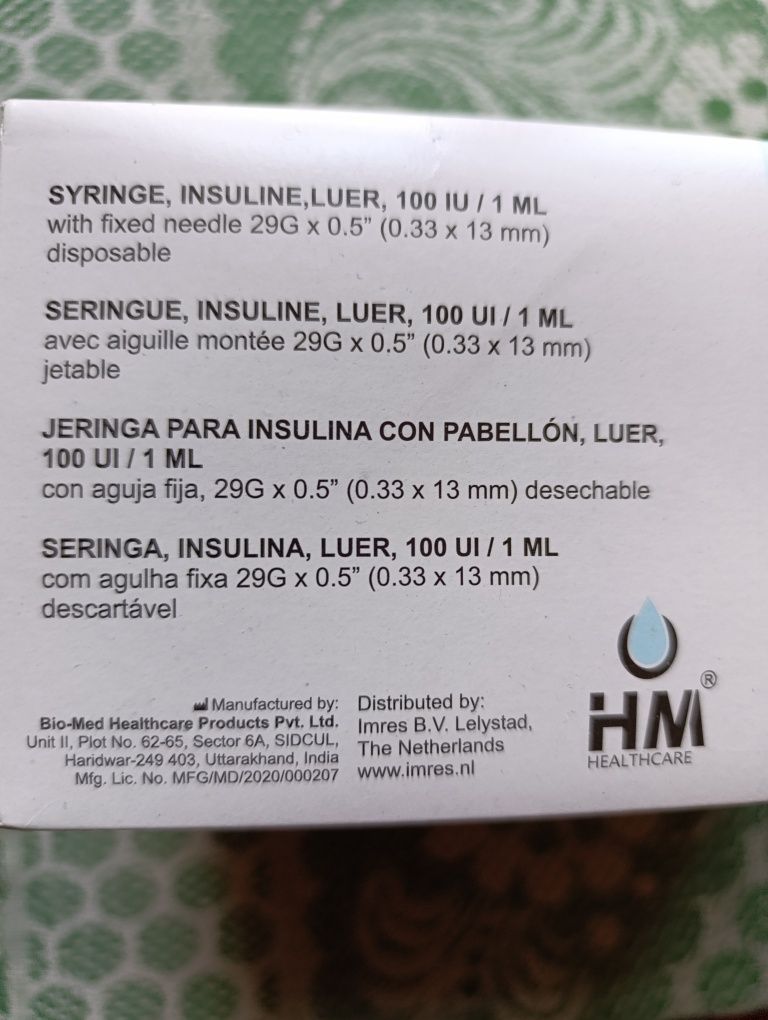 SYRINGE, INSULINE,LUER, 100 IU / 1 ML
with fixed needle 29G x 0.5” (0.33 x 13 mm)
disposable
SERINGUE, INSULINE, LUER, 100 UI / 1 ML
avec aiguille montée 29G x 0.5” (0.33 x 13 mm)
jetable
JERINGA PARA INSULINA CON PABELLÓN, LUER,
100 UI / 1 ML
con aguja fija, 29G x 0.5” (0.33 x 13 mm) desechable
SERINGA, INSULINA, LUER, 100 UI / 1 ML
com agulha fixa 29G x 0.5” (0.33 x 13 mm)
descartável
Manufactured by:
Bio-Med Healthcare Products Pvt. Ltd.
Unit II, Plot No. 62-65, Sector 6A, SIDCUL,
Haridwar-249 403, Uttarakhand, India
Mfg. Lic. No. MFG/MD/2020/000207
Distributed by:
Imres B.V. Lelystad,
The Netherlands
www.imres.nl
HM®
HEALTHCARE